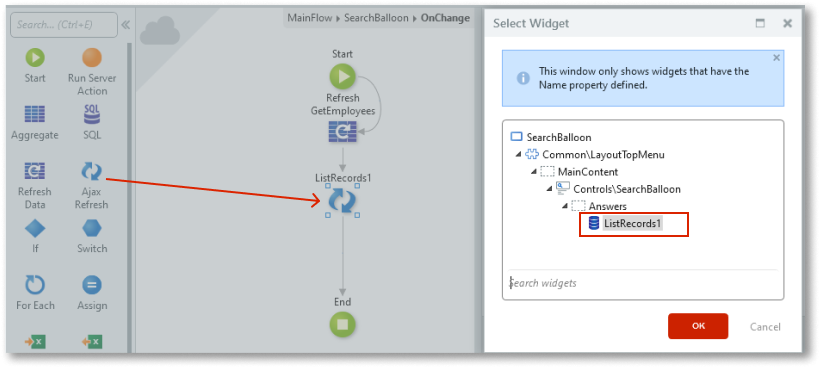 Search... (Ctrl+E)
Start
Run Server
Action
SQL
Aggregate
SQL
Refresh
Data
Ajax
Refresh
If
Switch
For Each
Assign
MainFlow ▸ SearchBalloon ▸ OnChange
Start
Refresh
GetEmployees
ListRecords1
End
Select Widget
This window only shows widgets that have the
Name property defined.
SearchBalloon
Common\LayoutTopMenu
MainContent
Controls\SearchBalloon
Answers
ListRecords1
Search widgets
OK
Cancel